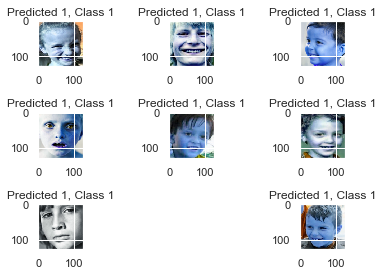 Predicted 1, Class 1 Predicted 1, Class 1 Predicted 1, Class 1
0 0 0
100 100 100
0 100 0 100 0 100
Predicted 1, Class 1 Predicted 1, Class 1 Predicted 1, Class 1
0 0 0
100 100 100
0 100 0 100 0 100
Predicted 1, Class 1 Predicted 1, Class 1
0 0
100 100
0 100 0 100